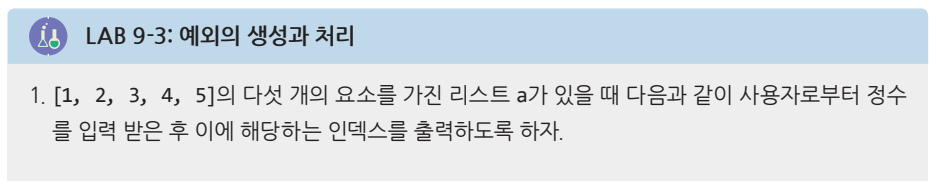 LAB 9-3: 예외의 생성과 처리
1. [1, 2, 3, 4, 5]의 다섯 개의 요소를 가진 리스트 a가 있을 때 다음과 같이 사용자로부터 정수
를 입력 받은 후 이에 해당하는 인덱스를 출력하도록 하자.